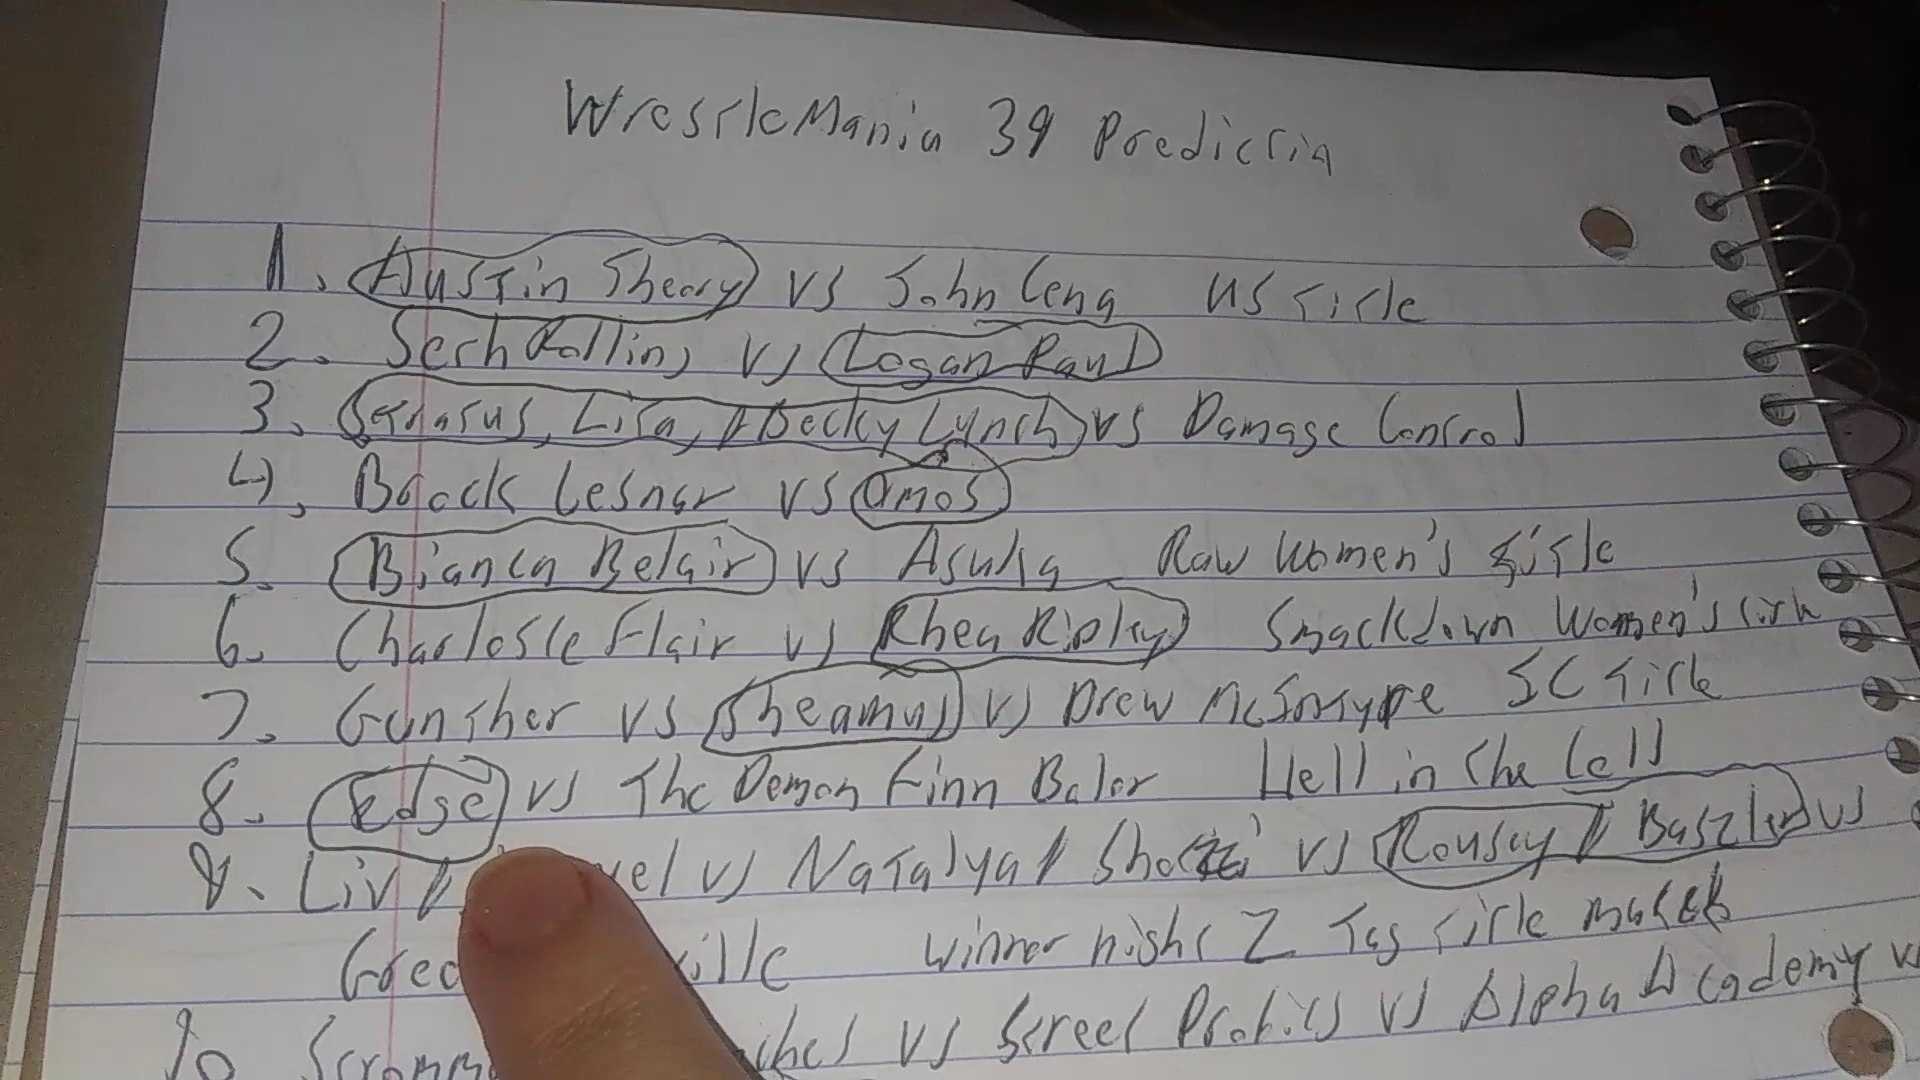 WrestleMania 39 Prediction
1. Austin Theory vs John Cena US Title
2. Seth Rollins vs Logan Paul
3. Stratus, Lita, Becky Lynch vs Damage Control
4. Brock Lesnar vs Omos
5. Bianca Belair vs Asuka Raw Women's Title
6. Charlotte Flair vs Rhea Ripley Smackdown Women's title
7. Gunther vs Sheamus vs Drew McIntyre IC Title
8. Edge vs The Demon Finn Balor Hell in the Cell
9. Liv vs Natalya / Shotzi vs Rousey / Baszler vs
winner night 2 Tag title match
10. vs Street Profits vs Alpha Academy vs